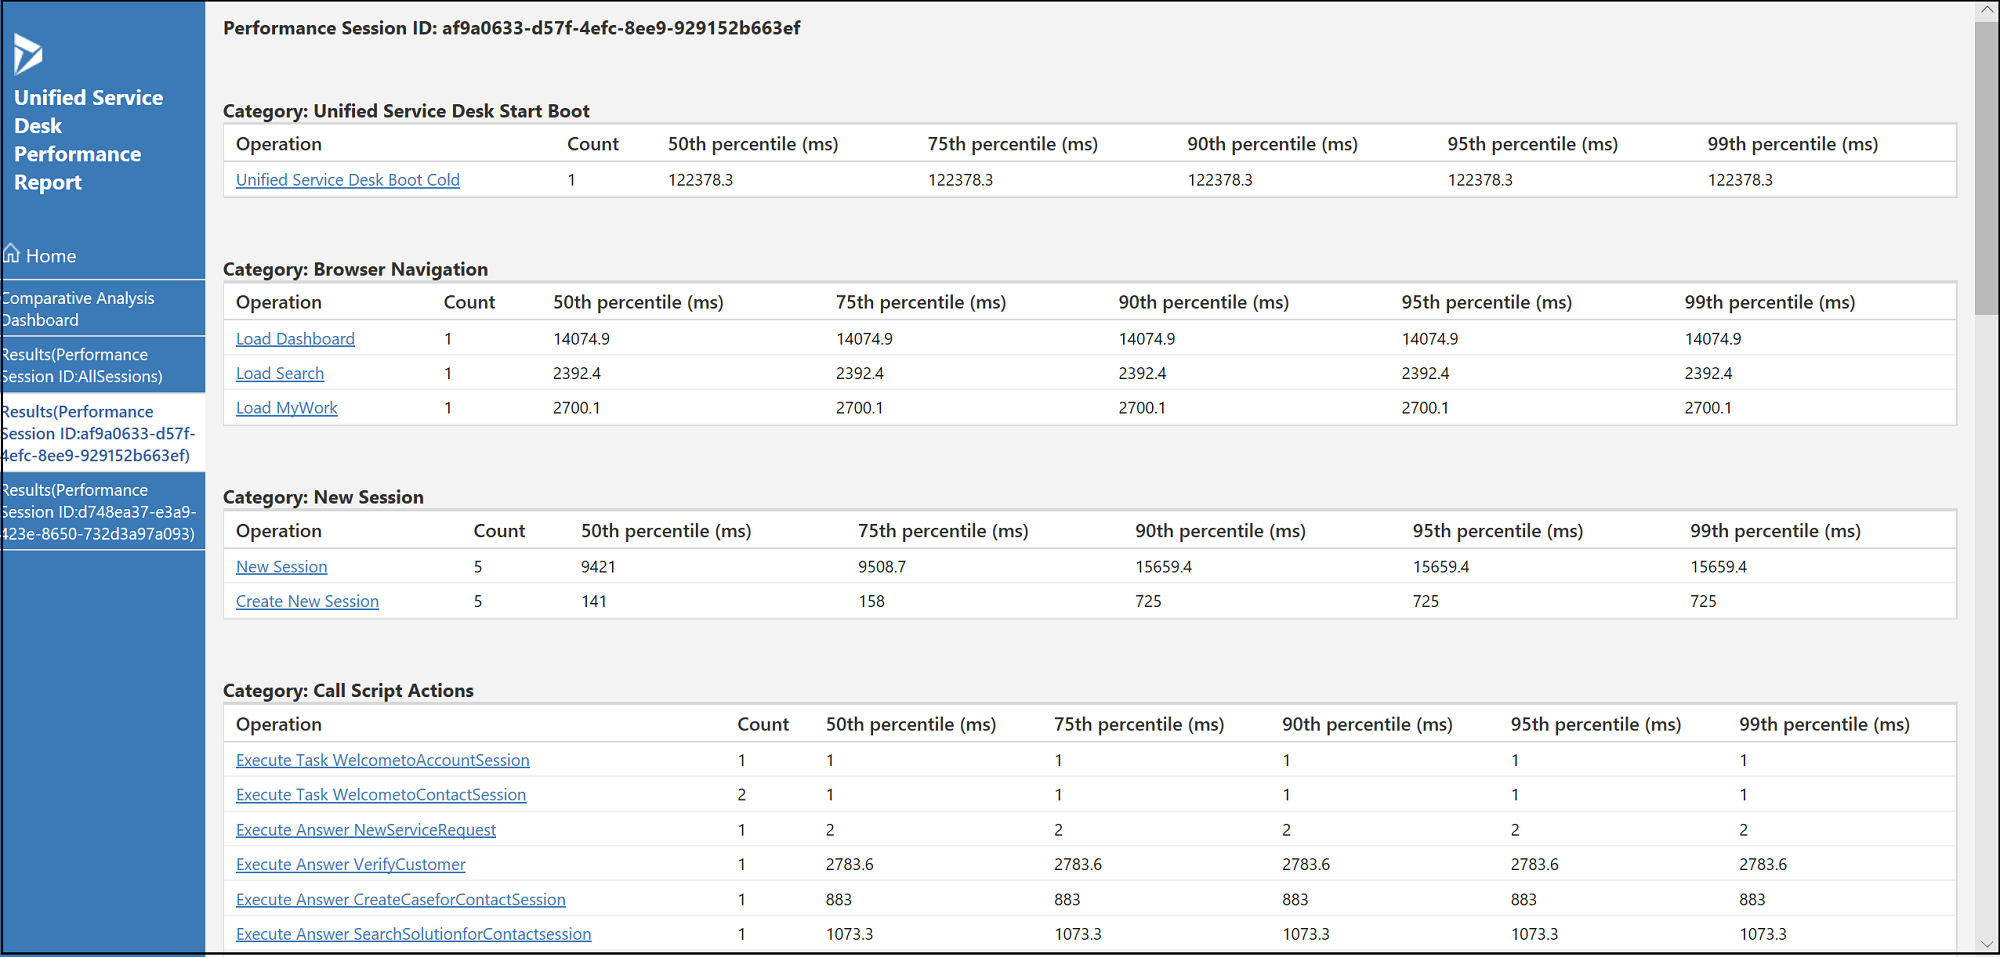 Unified Service
Desk
Performance
Report
Home
Comparative Analysis
Dashboard
Results(Performance
Session ID:AllSessions)
Results(Performance
Session ID:af9a0633-d57f-
4efc-8ee9-929152b663ef)
Results(Performance
Session ID:d748ea37-e3a9-
423e-8650-732d3a97a093)
Performance Session ID: af9a0633-d57f-4efc-8ee9-929152b663ef
Category: Unified Service Desk Start Boot
Operation Count 50th percentile (ms) 75th percentile (ms) 90th percentile (ms) 95th percentile (ms) 99th percentile (ms)
Unified Service Desk Boot Cold 1 122378.3 122378.3 122378.3 122378.3 122378.3
Category: Browser Navigation
Operation Count 50th percentile (ms) 75th percentile (ms) 90th percentile (ms) 95th percentile (ms) 99th percentile (ms)
Load Dashboard 1 14074.9 14074.9 14074.9 14074.9 14074.9
Load Search 1 2392.4 2392.4 2392.4 2392.4 2392.4
Load MyWork 1 2700.1 2700.1 2700.1 2700.1 2700.1
Category: New Session
Operation Count 50th percentile (ms) 75th percentile (ms) 90th percentile (ms) 95th percentile (ms) 99th percentile (ms)
New Session 5 9421 9508.7 15659.4 15659.4 15659.4
Create New Session 5 141 158 725 725 725
Category: Call Script Actions
Operation Count 50th percentile (ms) 75th percentile (ms) 90th percentile (ms) 95th percentile (ms) 99th percentile (ms)
Execute Task WelcometoAccountSession 1 1 1 1 1 1
Execute Task WelcometoContactSession 2 1 1 1 1 1
Execute Answer NewServiceRequest 1 2 2 2 2 2
Execute Answer VerifyCustomer 1 2783.6 2783.6 2783.6 2783.6 2783.6
Execute Answer CreateCaseforContactSession 1 883 883 883 883 883
Execute Answer SearchSolutionforContactsession 1 1073.3 1073.3 1073.3 1073.3 1073.3